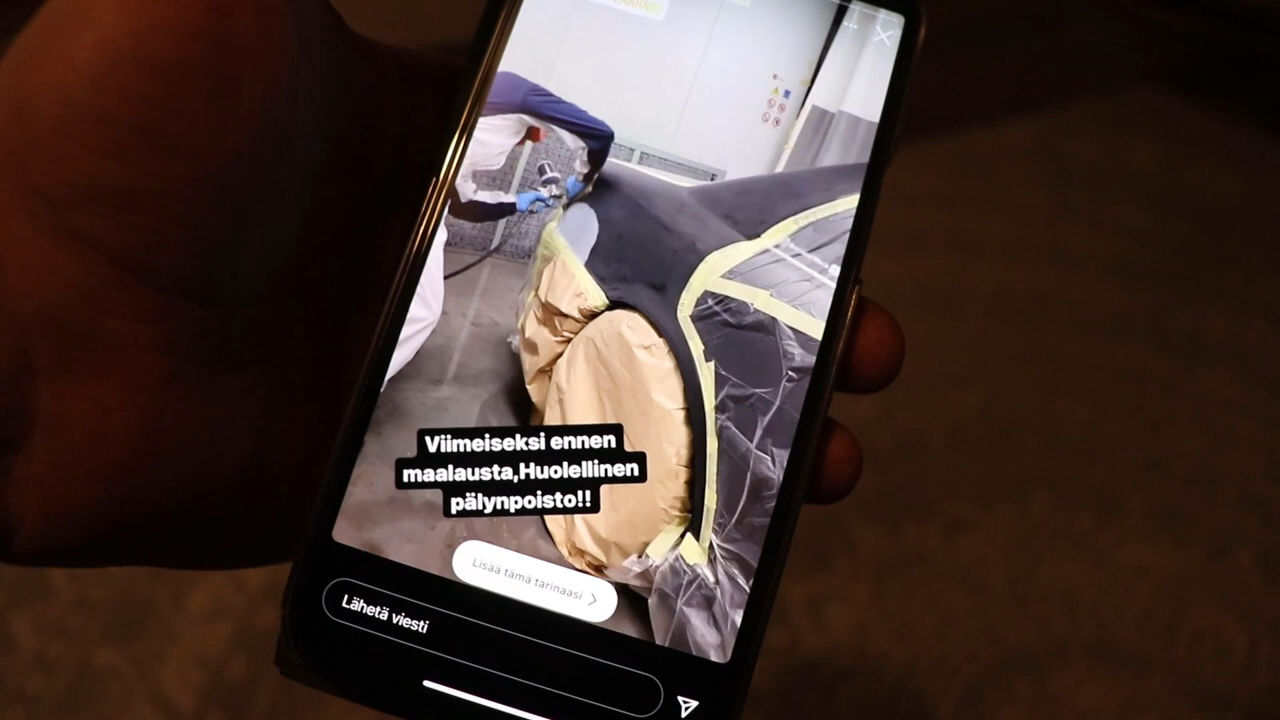 Viimeiseksi ennen
maalausta,Huolellinen
pälynpoisto!!
Lisää tämä tarinaasi
Lähetä viesti